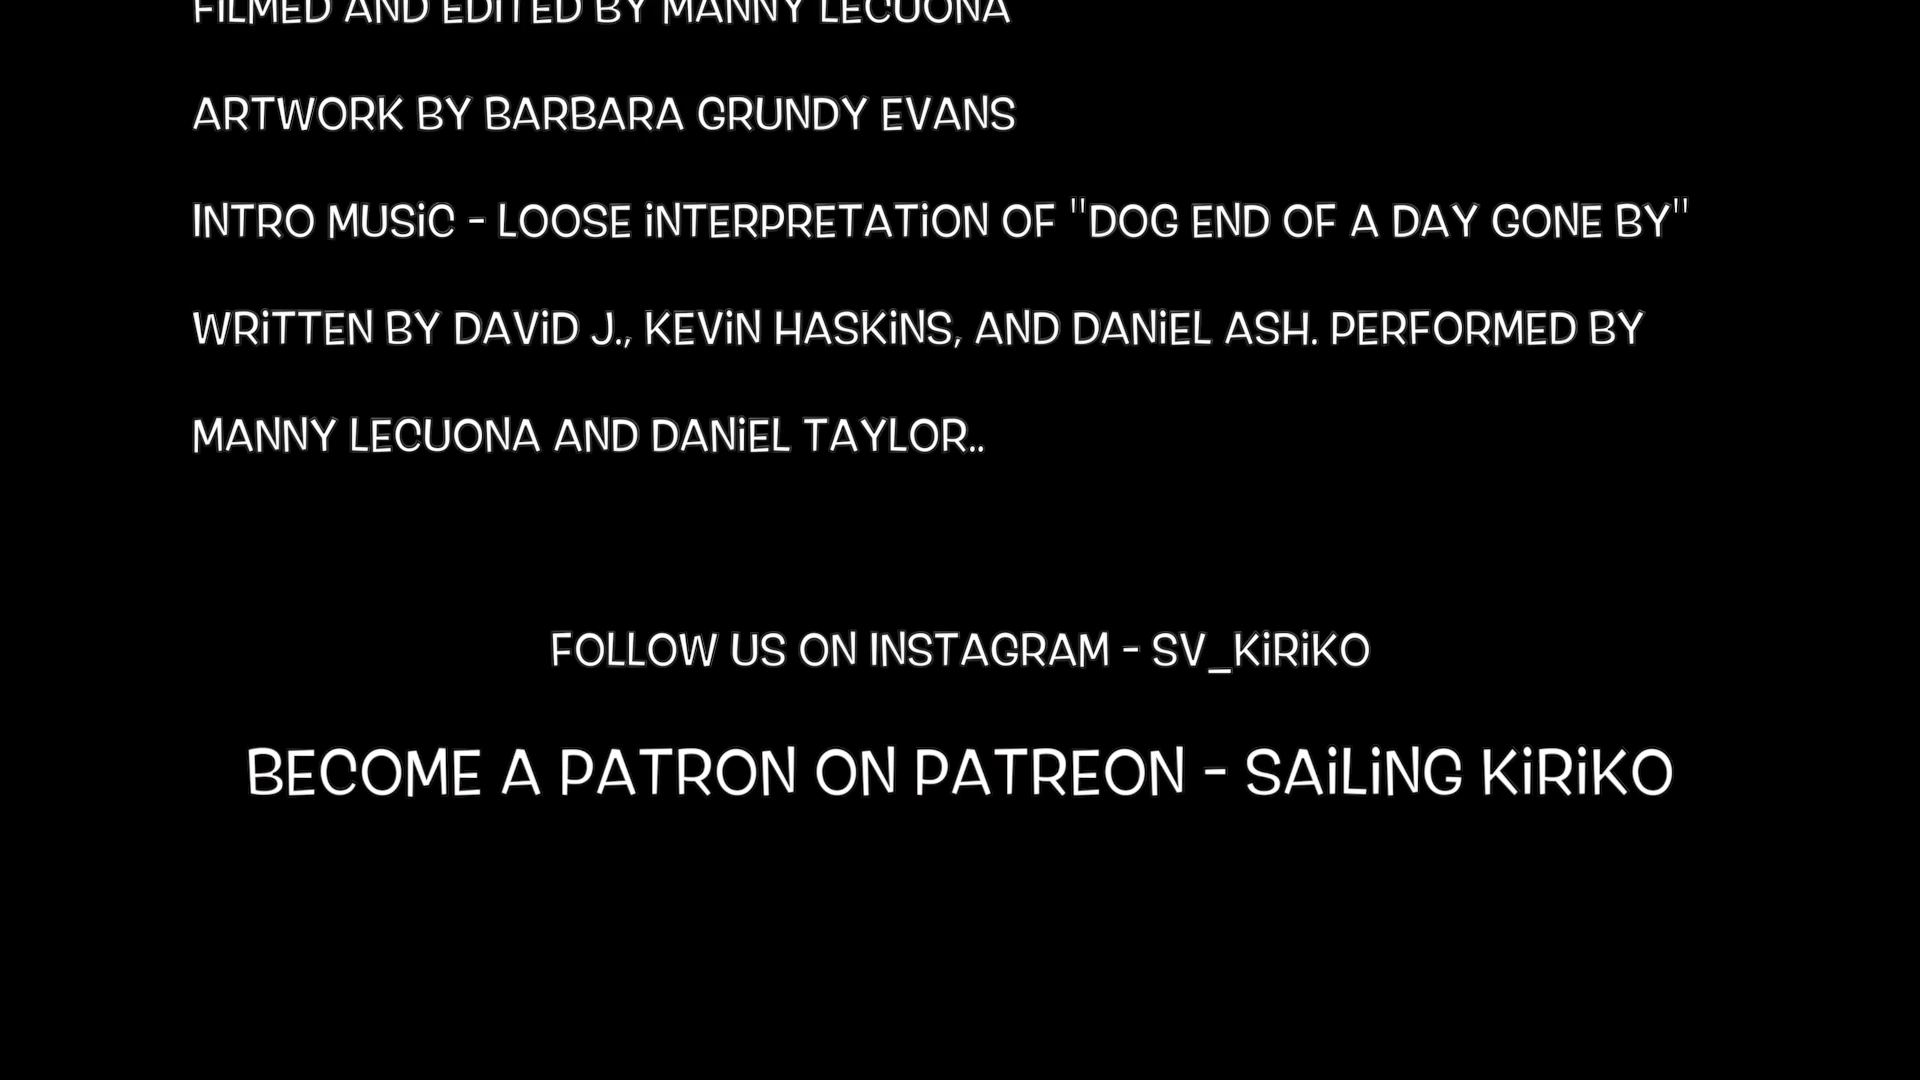 FILMED AND EDITED BY MANNY LECUONA
ARTWORK BY BARBARA GRUNDY EVANS
INTRO MUSiC - LOOSE iNTERPRETATiON OF "DOG END OF A DAY GONE BY"
WRiTTEN BY DAViD J., KEViN HASKiNS, AND DANiEL ASH. PERFORMED BY
MANNY LECUONA AND DANiEL TAYLOR..
FOLLOW US ON INSTAGRAM - SV_KiRiKO
BECOME A PATRON ON PATREON - SAiLiNG KiRiKO